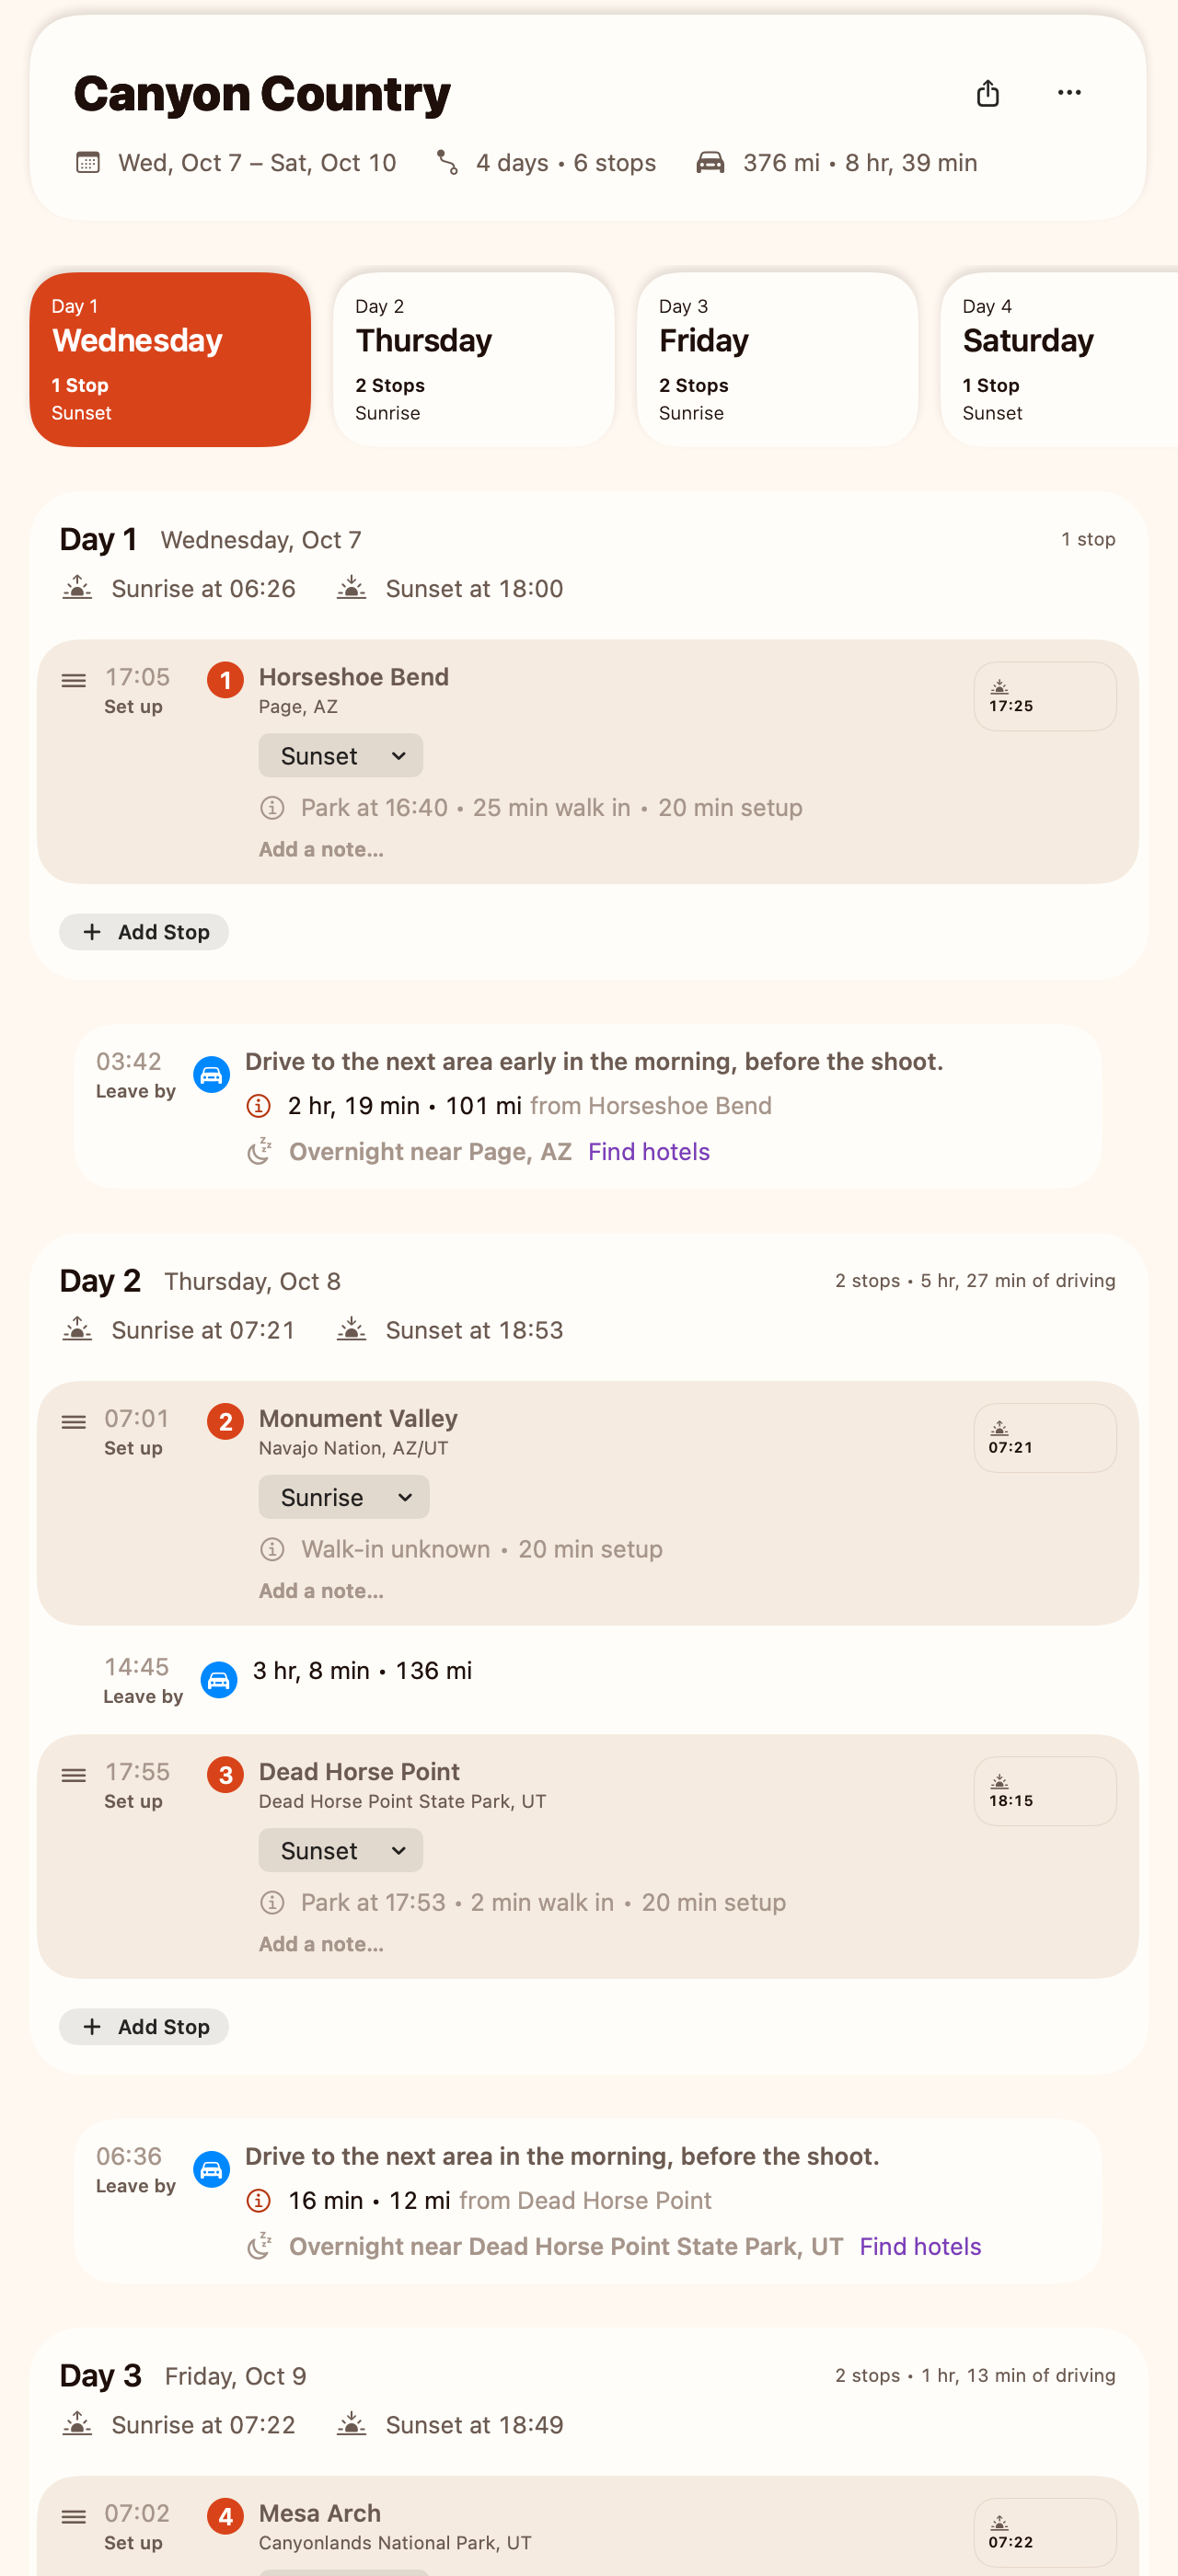 Canyon Country
Wed, Oct 7 – Sat, Oct 10 4 days • 6 stops 376 mi • 8 hr, 39 min
Day 1
Wednesday
1 Stop
Sunset
Day 2
Thursday
2 Stops
Sunrise
Day 3
Friday
2 Stops
Sunrise
Day 4
Saturday
1 Stop
Sunset
Day 1 Wednesday, Oct 7 1 stop
Sunrise at 06:26 Sunset at 18:00
17:05
Set up
1 Horseshoe Bend
Page, AZ
17:25
Sunset
Park at 16:40 • 25 min walk in • 20 min setup
Add a note...
+ Add Stop
03:42
Leave by
Drive to the next area early in the morning, before the shoot.
2 hr, 19 min • 101 mi from Horseshoe Bend
Overnight near Page, AZ Find hotels
Day 2 Thursday, Oct 8 2 stops • 5 hr, 27 min of driving
Sunrise at 07:21 Sunset at 18:53
07:01
Set up
2 Monument Valley
Navajo Nation, AZ/UT
07:21
Sunrise
Walk-in unknown • 20 min setup
Add a note...
14:45
Leave by
3 hr, 8 min • 136 mi
17:55
Set up
3 Dead Horse Point
Dead Horse Point State Park, UT
18:15
Sunset
Park at 17:53 • 2 min walk in • 20 min setup
Add a note...
+ Add Stop
06:36
Leave by
Drive to the next area in the morning, before the shoot.
16 min • 12 mi from Dead Horse Point
Overnight near Dead Horse Point State Park, UT Find hotels
Day 3 Friday, Oct 9 2 stops • 1 hr, 13 min of driving
Sunrise at 07:22 Sunset at 18:49
07:02
Set up
4 Mesa Arch
Canyonlands National Park, UT
07:22